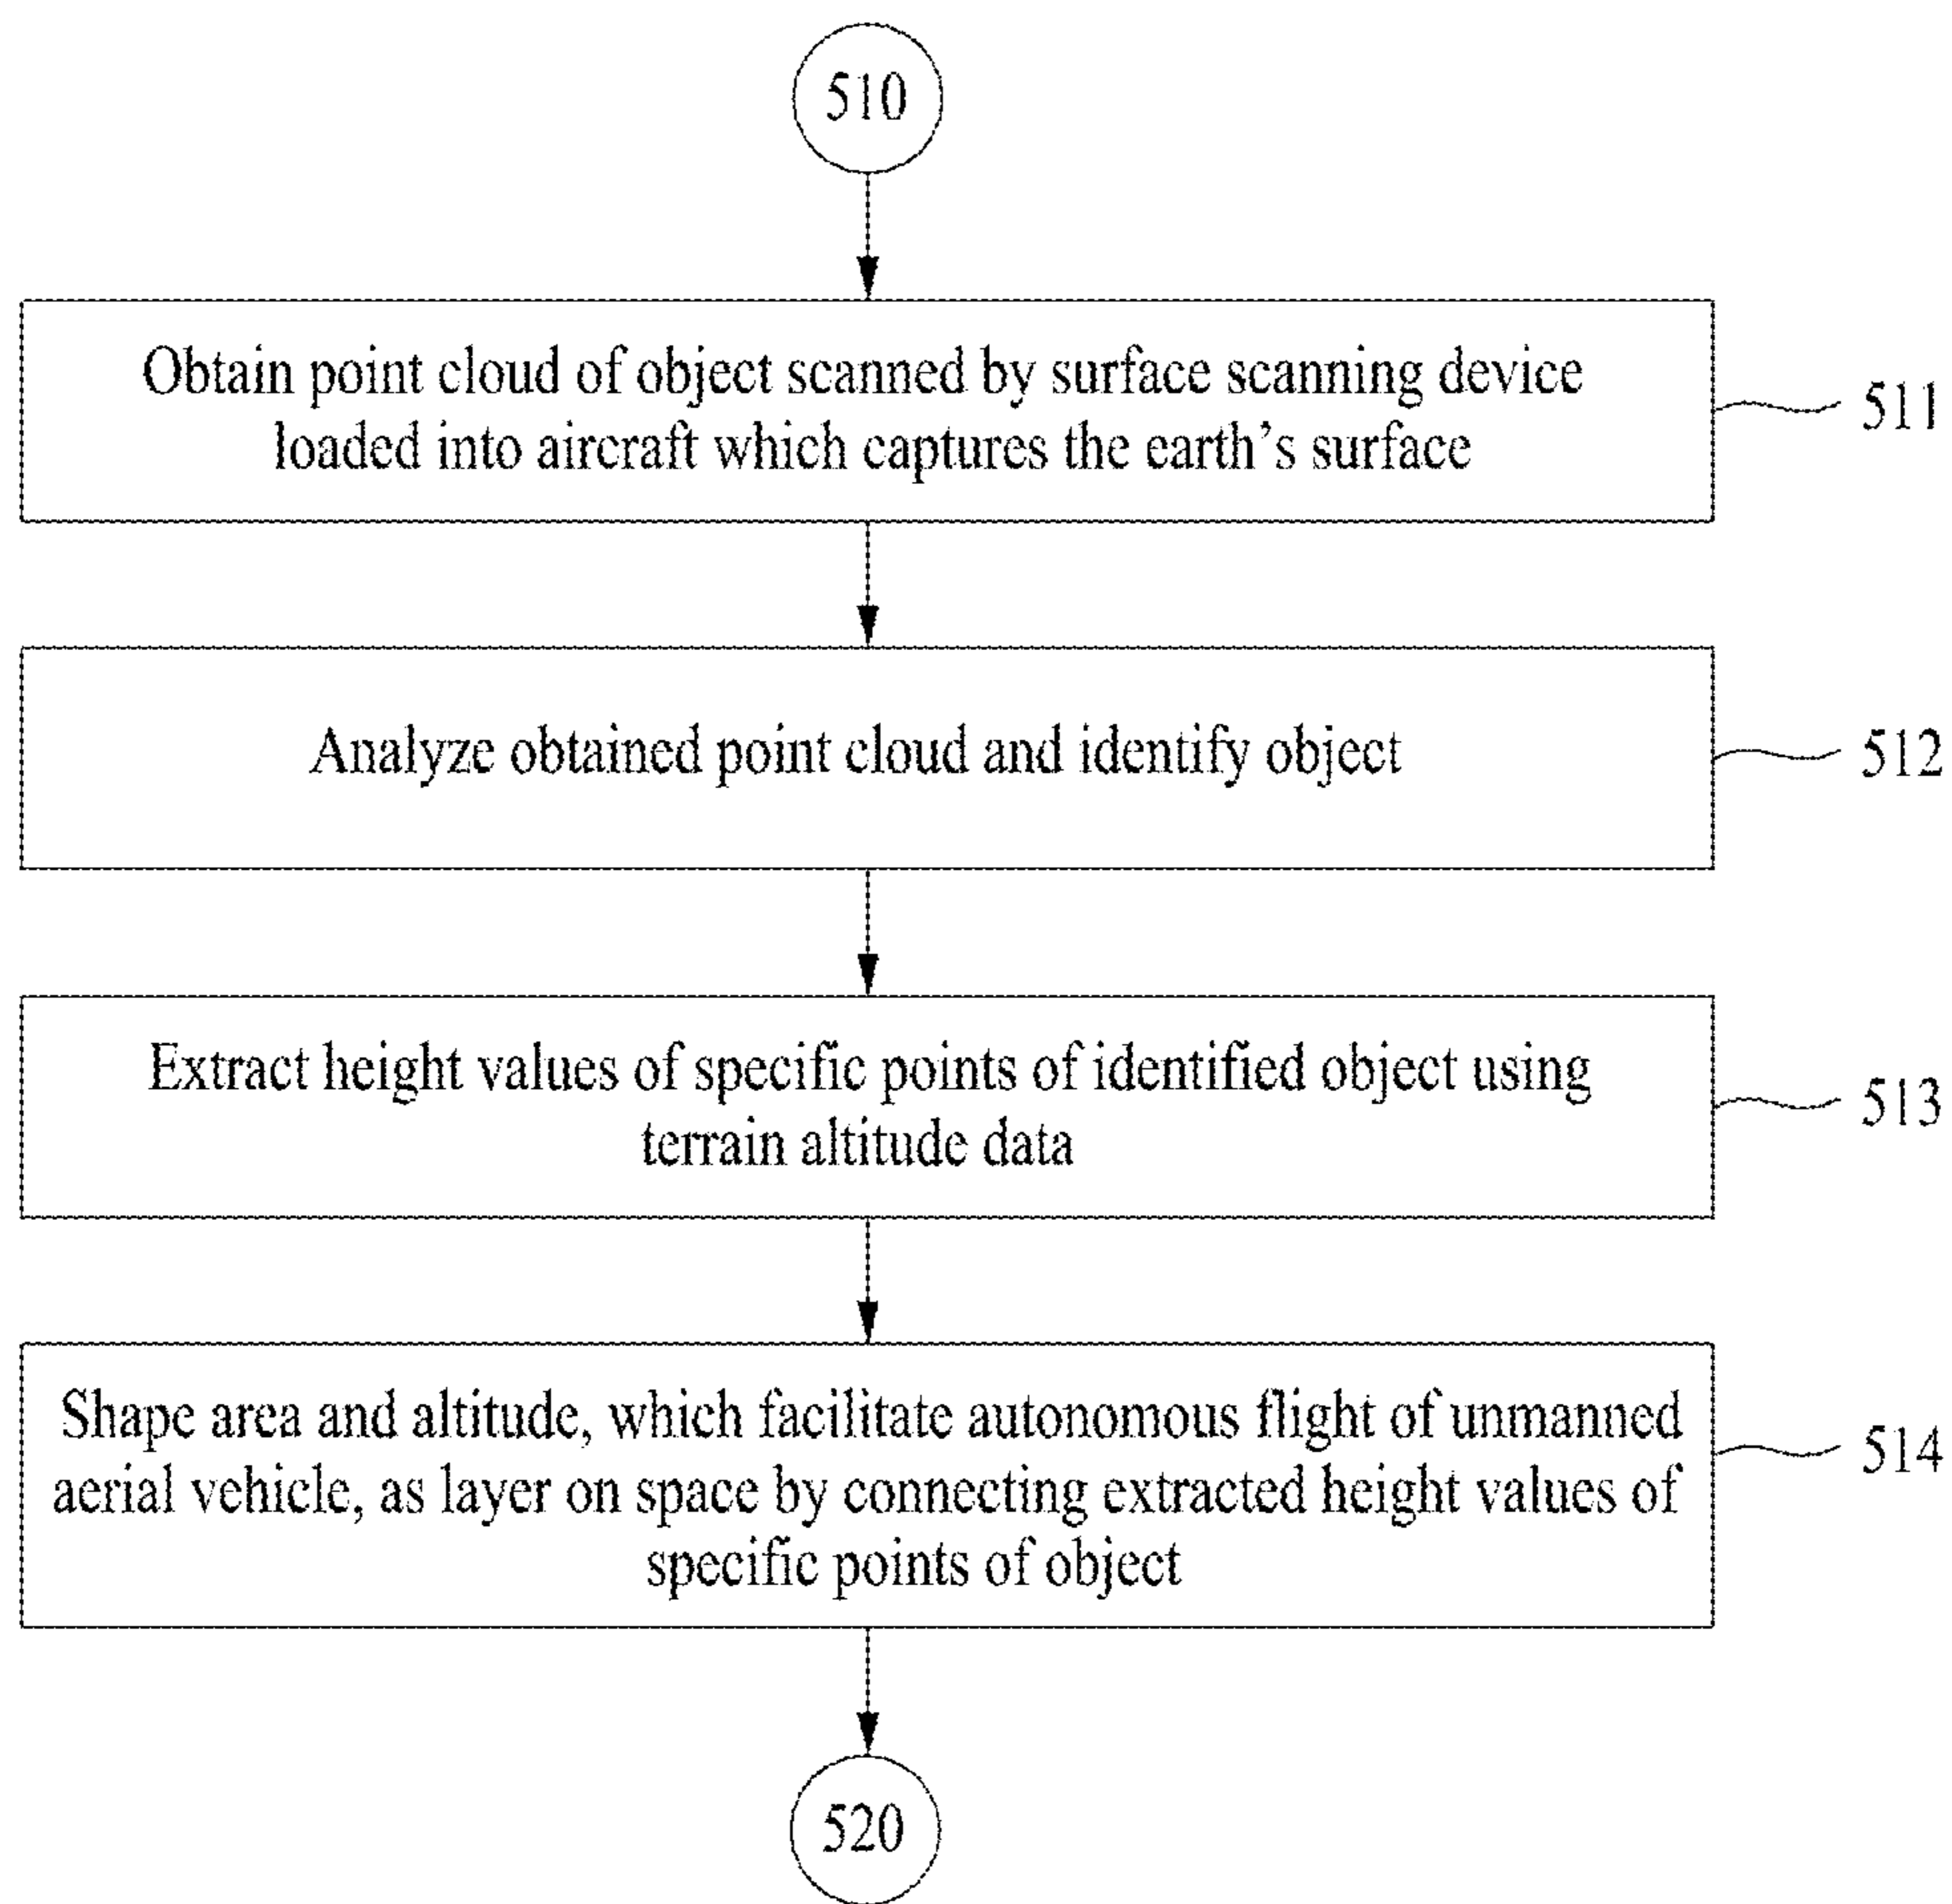 510
Obtain point cloud of object scanned by surface scanning device
loaded into aircraft which captures the earth’s surface
511
Analyze obtained point cloud and identify object
512
Extract height values of specific points of identified object using
terrain altitude data
513
Shape area and altitude, which facilitate autonomous flight of unmanned
aerial vehicle, as layer on space by connecting extracted height values of
specific points of object
514
520